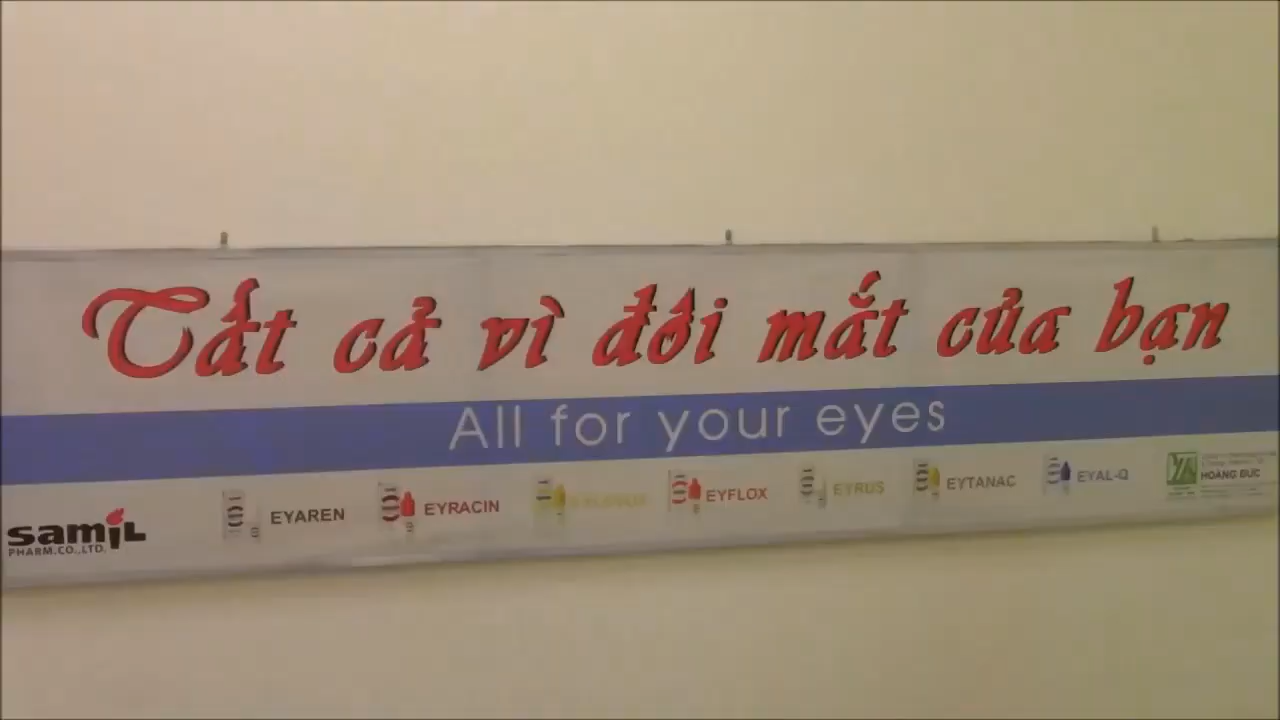 Tất cả vì đôi mắt của bạn
All for your eyes
samil
PHARM.CO.,LTD.
EYAREN
EYRACIN
EYFLOX
EYRUS
EYTANAC
EYAL-Q
HOÀNG ĐỨC